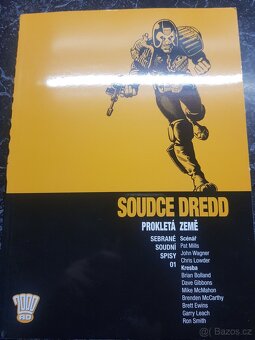 SOUDCE DREDD
PROKLETÁ ZEMĚ
SEBRANÉ
SOUDNÍ
SPISY
01
Scénář
Pat Mills
John Wagner
Chris Lowder
Kresba
Brian Bolland
Dave Gibbons
Mike McMahon
Brenden McCarthy
Brett Ewins
Garry Leach
Ron Smith
2000
AD
Bazos.cz